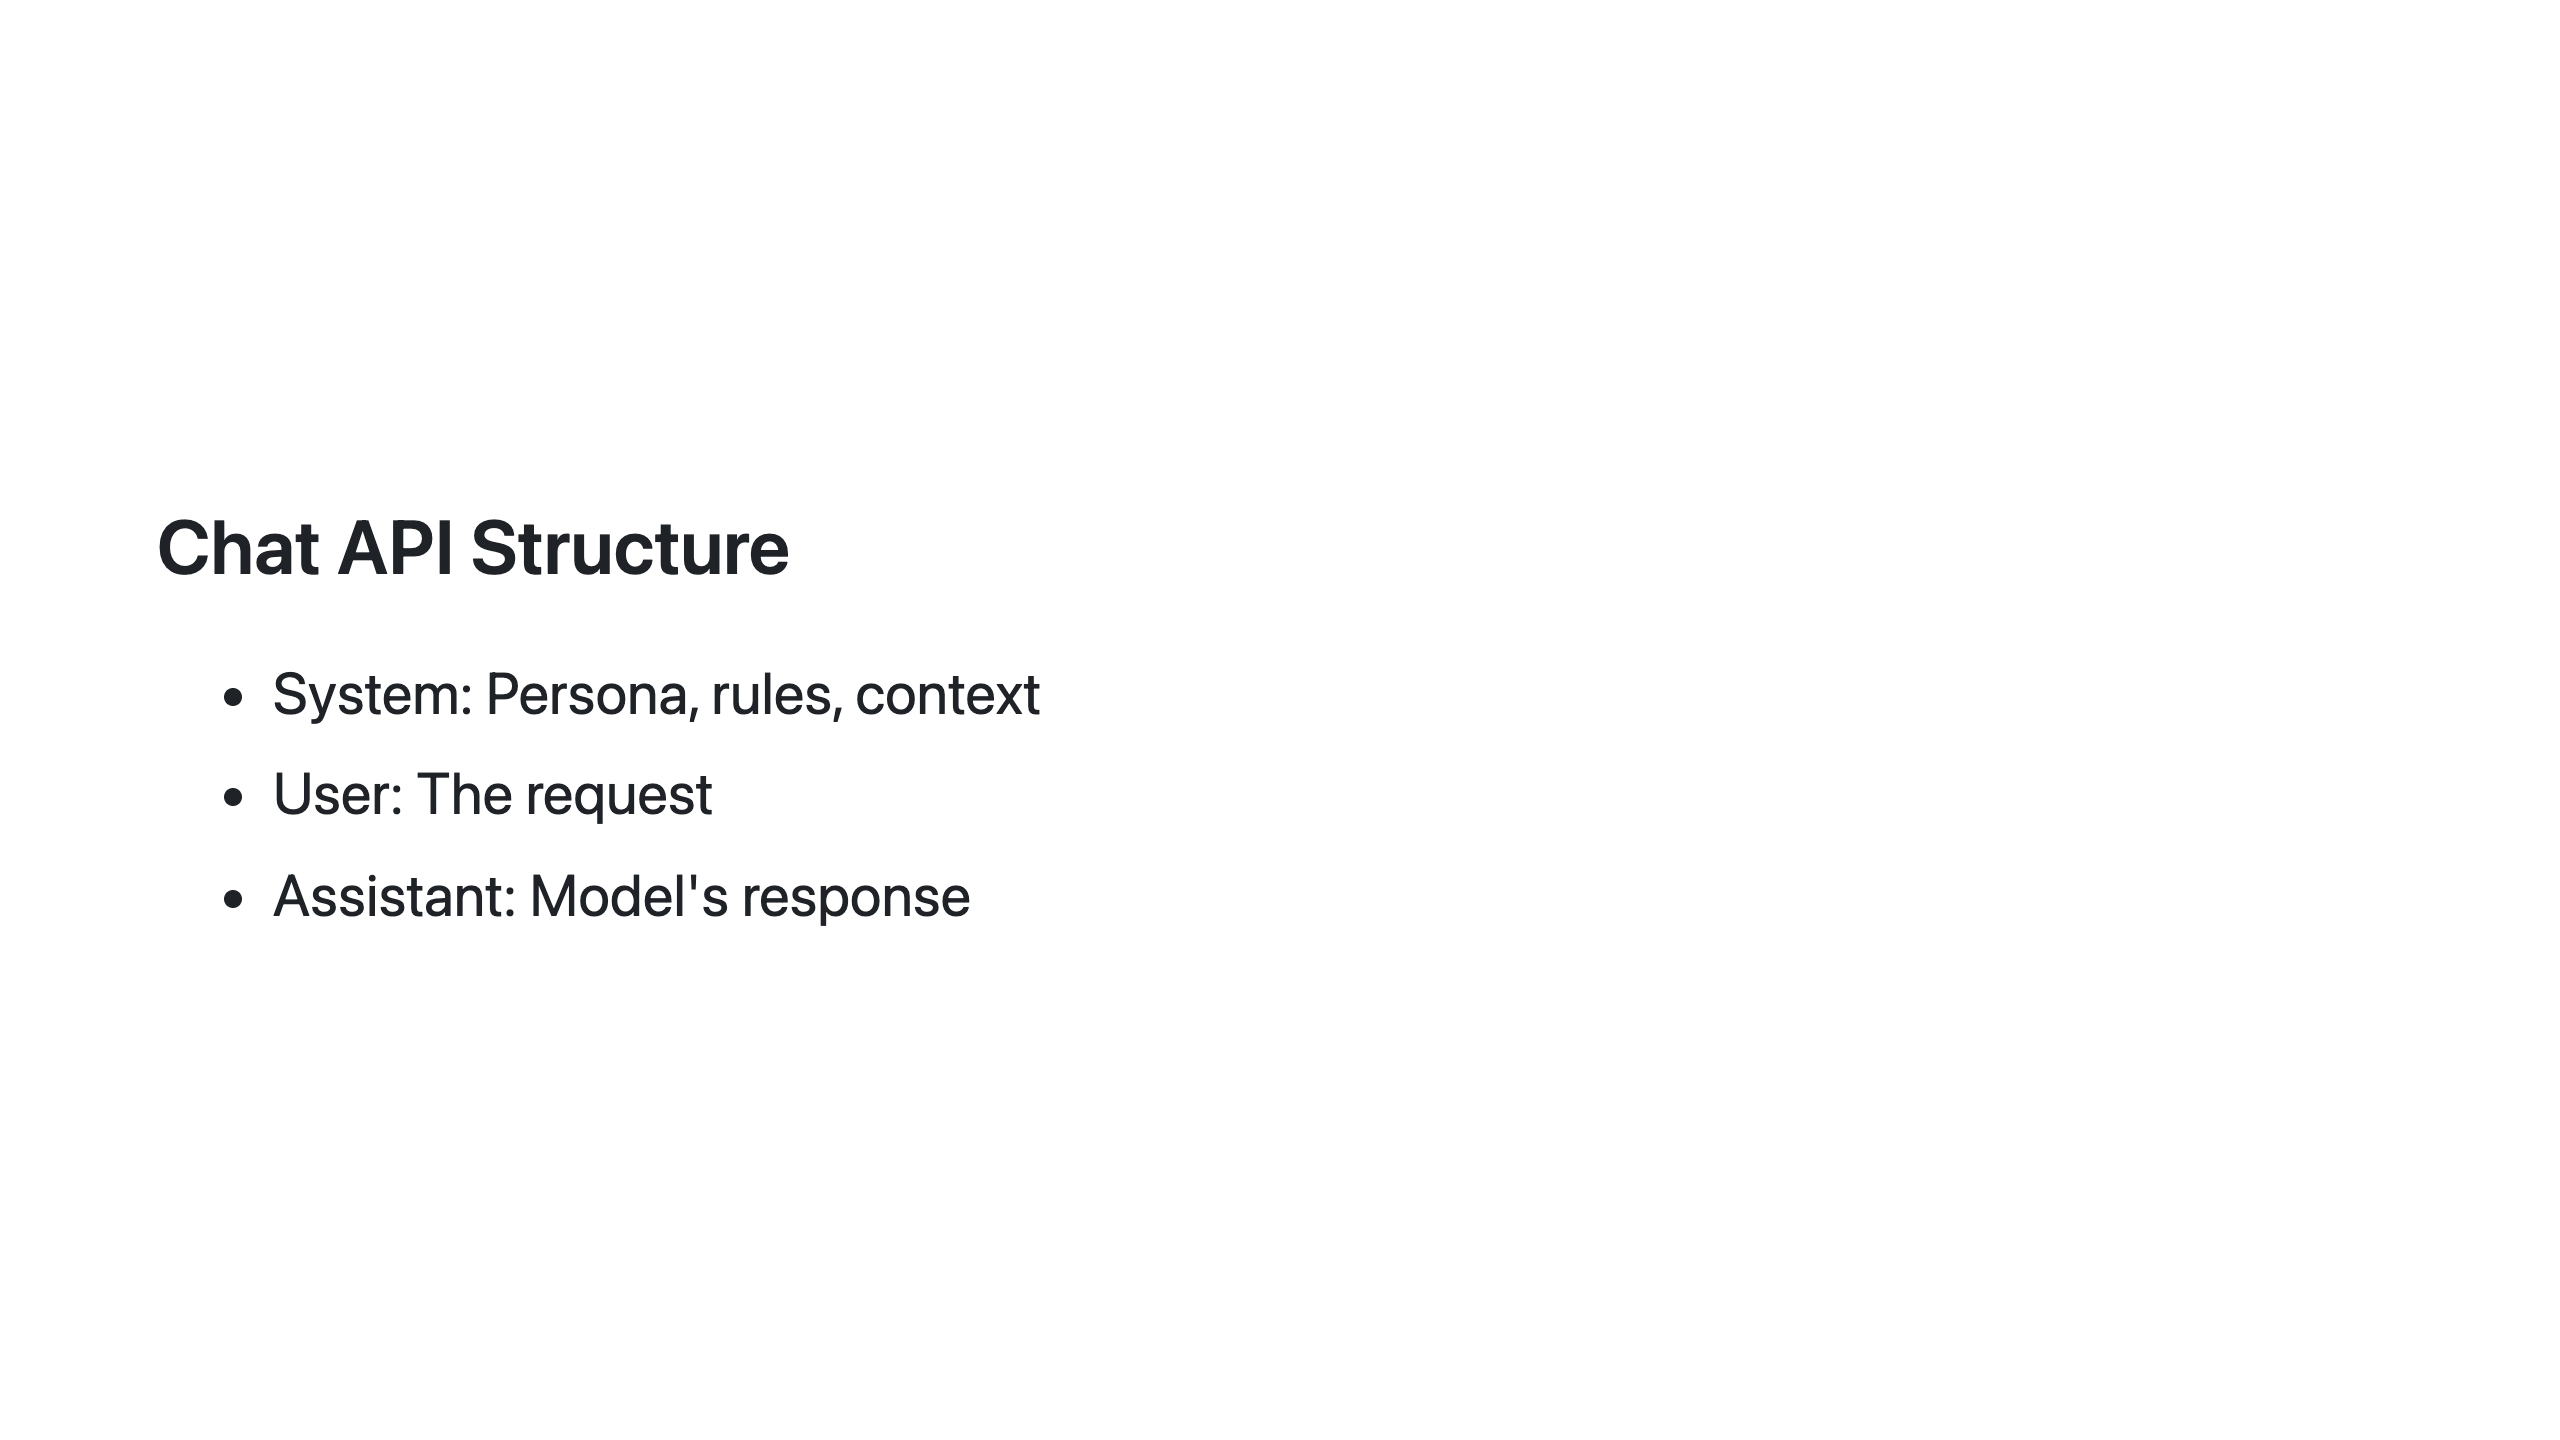 Chat API Structure
• System: Persona, rules, context
• User: The request
• Assistant: Model's response